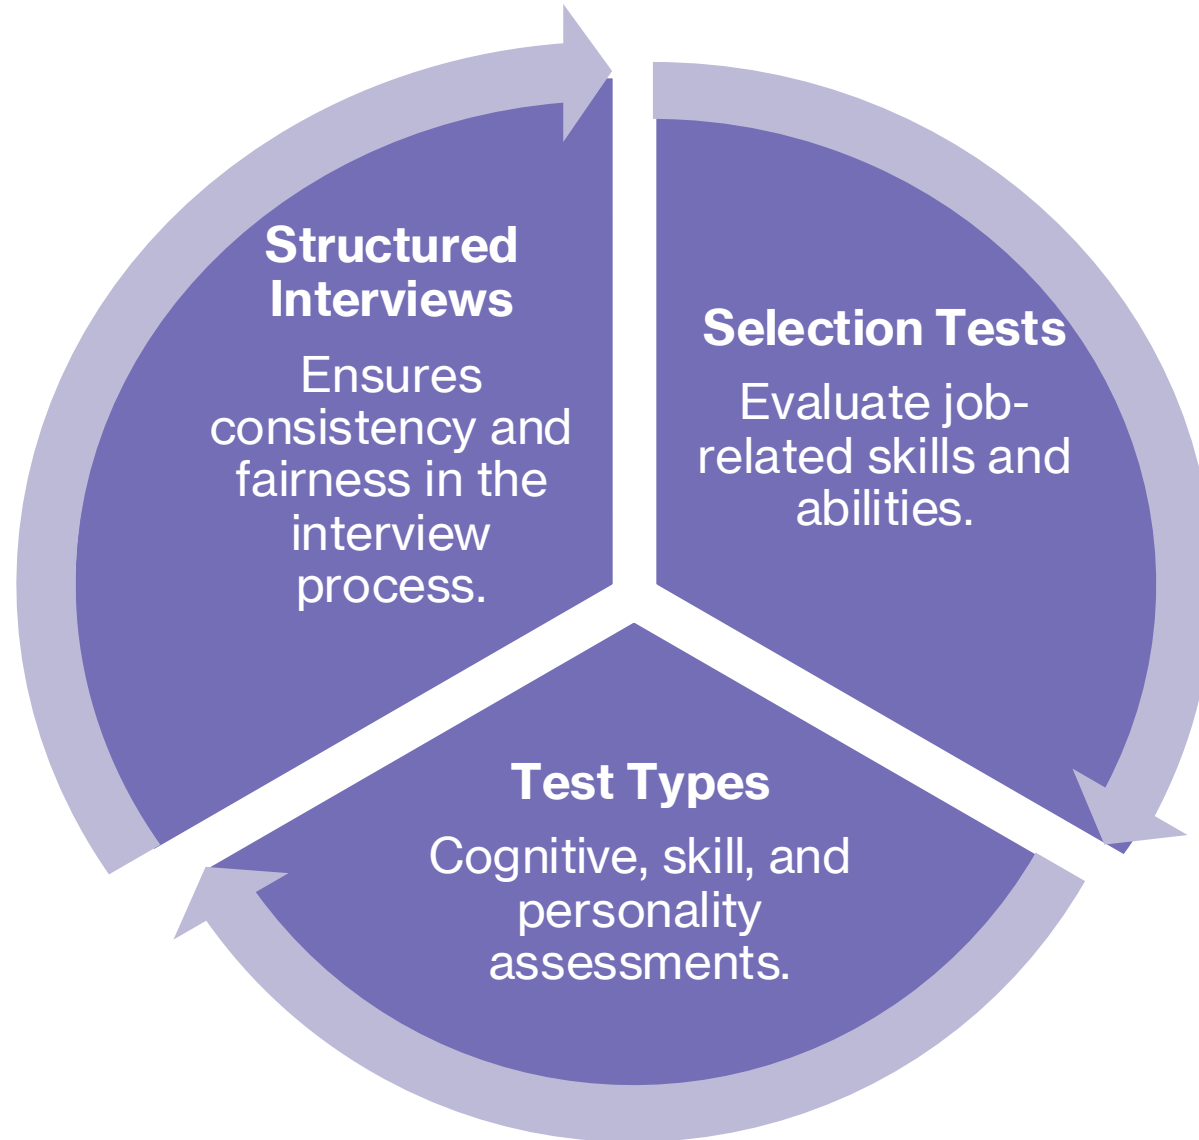 Structured
Interviews
Ensures
consistency and
fairness in the
interview
process.
Selection Tests
Evaluate job-
related skills and
abilities.
Test Types
Cognitive, skill, and
personality
assessments.